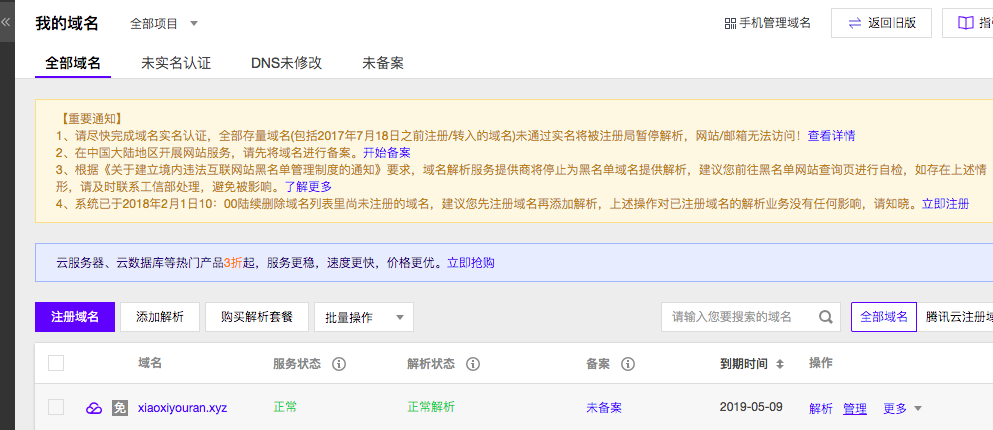 我的域名 全部项目 手机管理域名 返回旧版 指
全部域名 未实名认证 DNS未修改 未备案
【重要通知】
1、请尽快完成域名实名认证，全部存量域名(包括2017年7月18日之前注册/转入的域名)未通过实名将被注册局暂停解析，网站/邮箱无法访问！查看详情
2、在中国大陆地区开展网站服务，请先将域名进行备案。开始备案
3、根据《关于建立境内违法互联网站黑名单管理制度的通知》要求，域名解析服务提供商将停止为黑名单域名提供解析，建议您前往黑名单网站查询页进行自检，如存在上述情
形，请及时联系工信部处理，避免被影响。了解更多
4、系统已于2018年2月1日10：00陆续删除域名列表里尚未注册的域名，建议您先注册域名再添加解析，上述操作对已注册域名的解析业务没有任何影响，请知晓。立即注册
云服务器、云数据库等热门产品3折起，服务更稳，速度更快，价格更优。立即抢购
注册域名 添加解析 购买解析套餐 批量操作 请输入您要搜索的域名 全部域名 腾讯云注册域
域名 服务状态 解析状态 备案 到期时间 操作
免 xiaoxiyouran.xyz 正常 正常解析 未备案 2019-05-09 解析 管理 更多